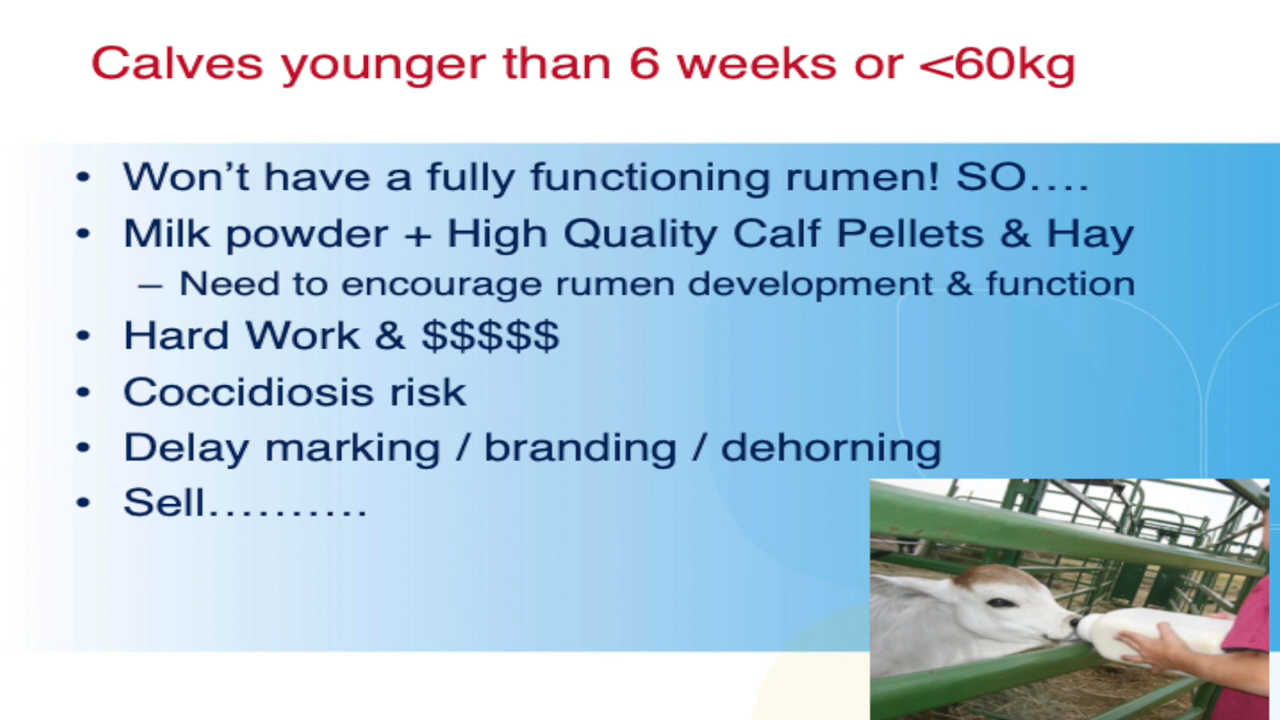 Calves younger than 6 weeks or <60kg
• Won't have a fully functioning rumen! SO....
• Milk powder + High Quality Calf Pellets & Hay
– Need to encourage rumen development & function
• Hard Work & $$$$$
• Coccidiosis risk
• Delay marking / branding / dehorning
• Sell..........